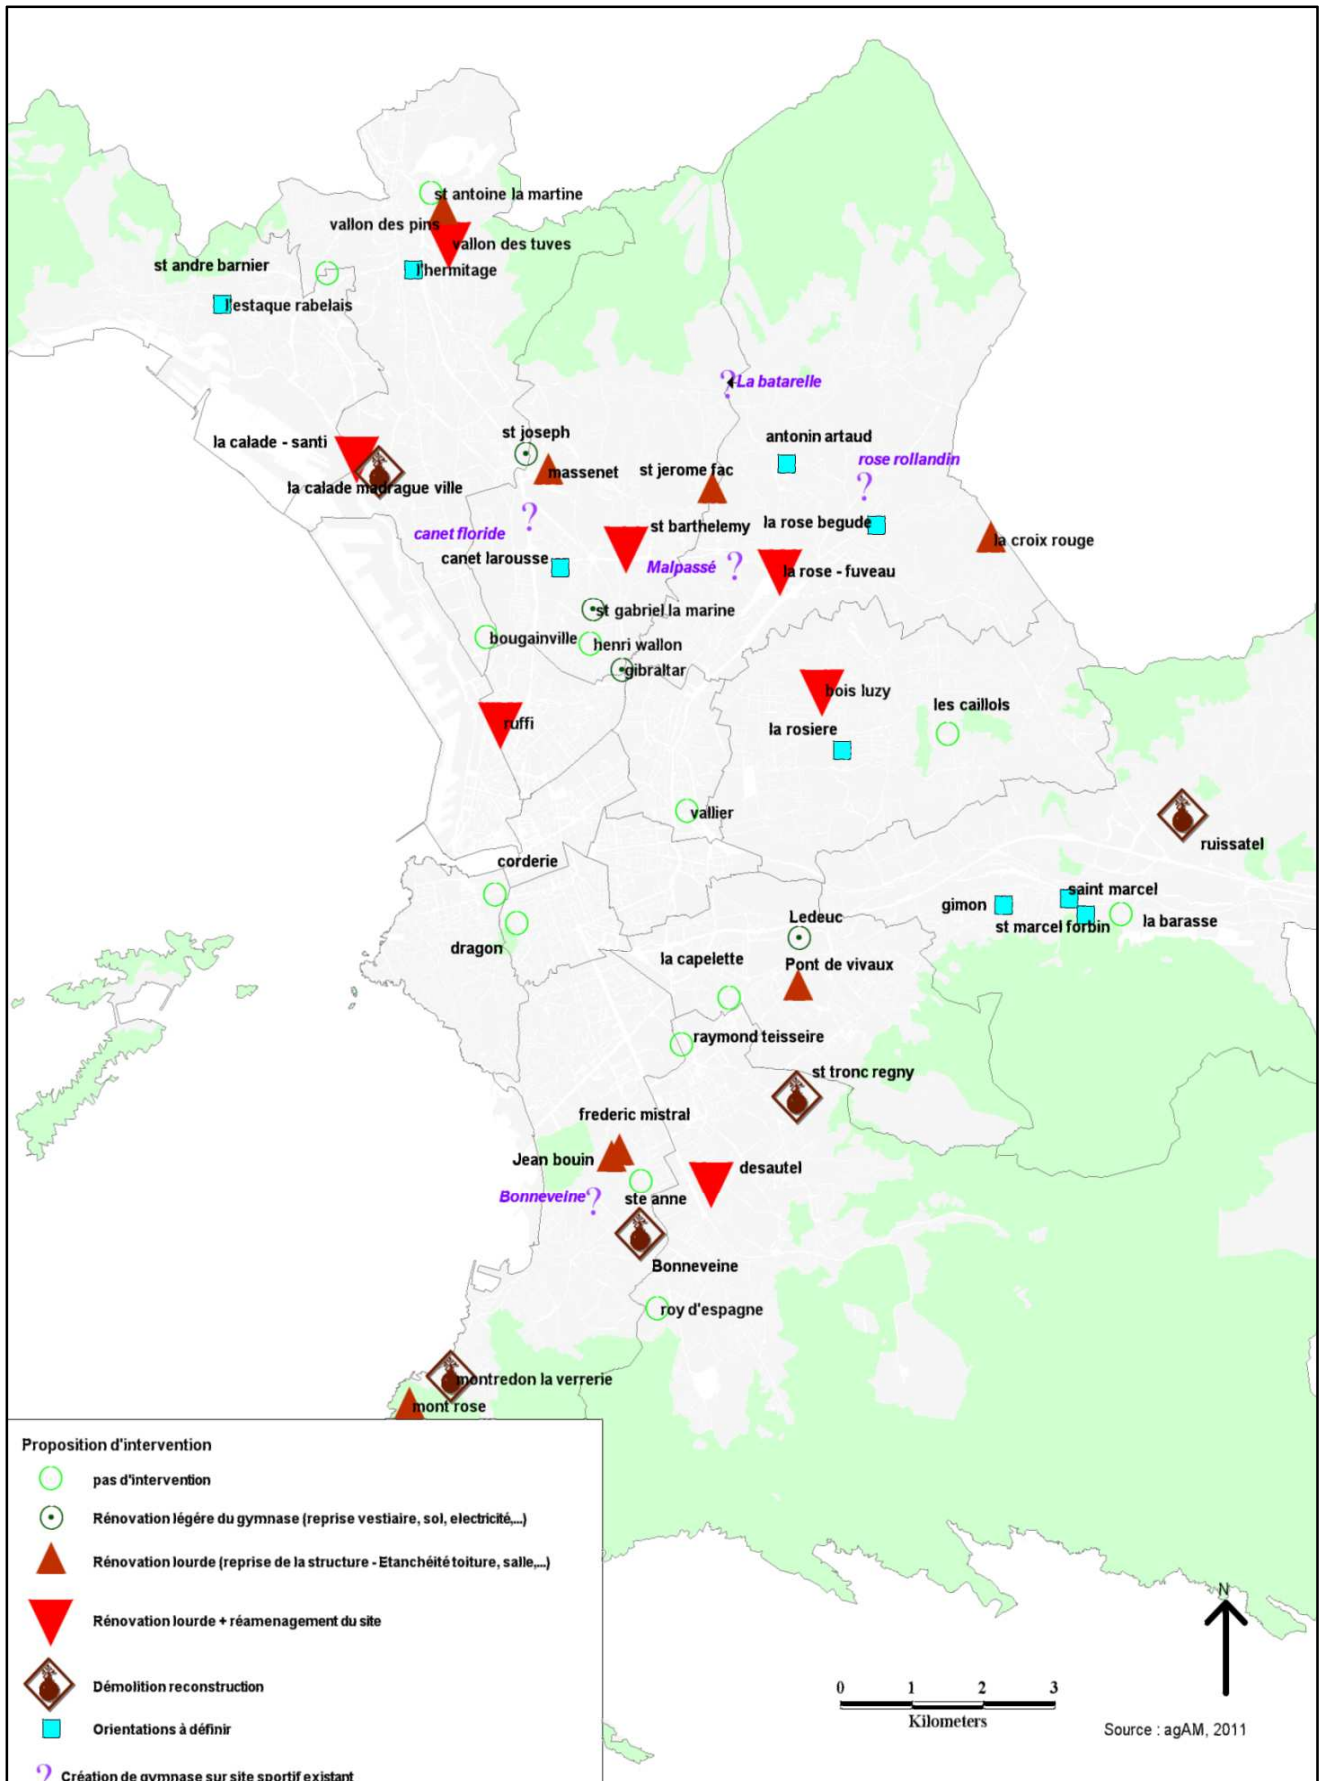 st antoine la martine
vallon des pins
vallon des tuves
st andre barnier
l'hermitage
l'estaque rabelais
?La batarelle
st joseph
antonin artaud
la calade - santi
rose rollandin
massenet
st jerome fac
?
la calade madrague ville
?
st barthelemy
la rose begude
canet floride
la croix rouge
canet larousse
Malpassé ?
la rose - fuveau
st gabriel la marine
bougainville
henri wallon
gibraltar
bois luzy
les caillols
ruffi
la rosiere
vallier
ruissatel
corderie
saint marcel
gimon
Ledeuc
la barasse
st marcel forbin
dragon
la capelette
Pont de vivaux
raymond teisseire
st tronc regny
frederic mistral
Jean bouin
desautel
Bonneveine?
ste anne
Bonneveine
roy d'espagne
montredon la verrerie
mont rose
Proposition d'intervention
pas d'intervention
Rénovation légére du gymnase (reprise vestiaire, sol, electricité,...)
Rénovation lourde (reprise de la structure - Etanchéité toiture, salle,...)
Rénovation lourde + réamenagement du site
Démolition reconstruction
Orientations à définir
? Création de gymnase sur site sportif existant
N
0 1 2 3
Kilometers
Source : agAM, 2011